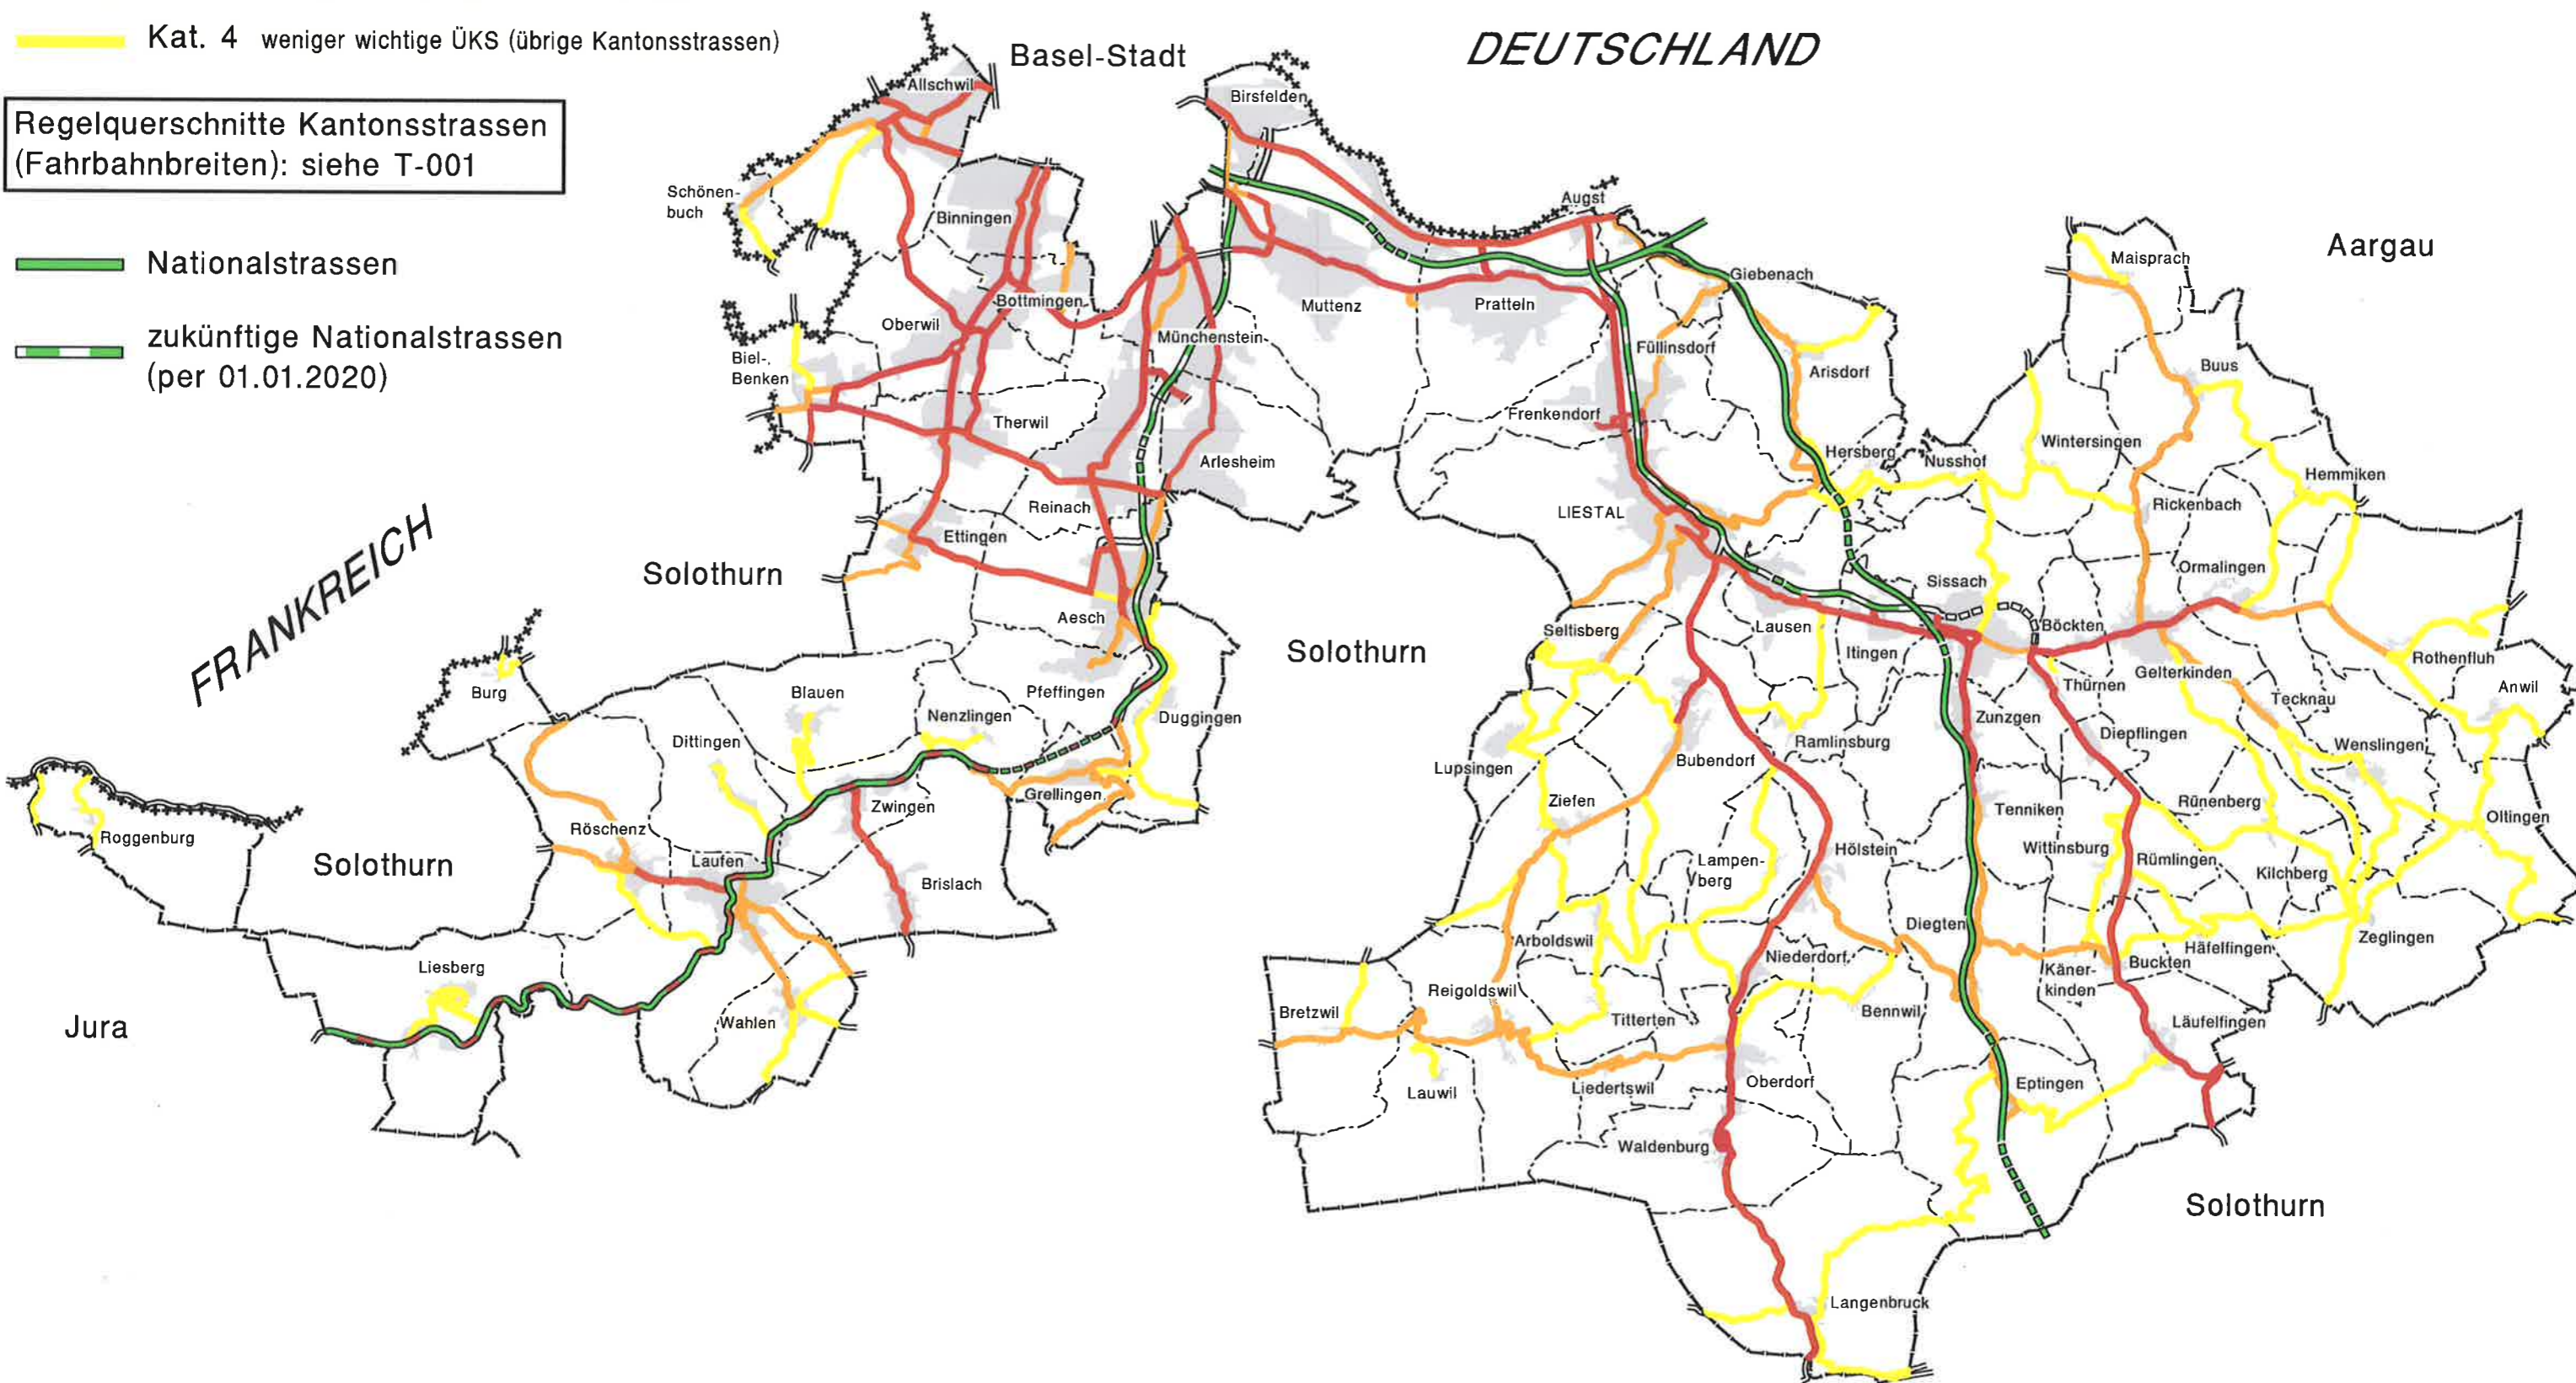 Kat. 4 weniger wichtige ÜKS (übrige Kantonsstrassen)
Regelquerschnitte Kantonsstrassen
(Fahrbahnbreiten): siehe T-001
Nationalstrassen
zukünftige Nationalstrassen
(per 01.01.2020)
Basel-Stadt
DEUTSCHLAND
Aargau
FRANKREICH
Solothurn
Solothurn
Solothurn
Jura
Solothurn
Allschwil
Birsfelden
Schönen-
buch
Binningen
Augst
Maisprach
Giebenach
Bottmingen
Muttenz
Pratteln
Oberwil
Münchenstein
Füllinsdorf
Biel-
Benken
Arisdorf
Buus
Therwil
Frenkendorf
Wintersingen
Hersberg
Nusshof
Arlesheim
Hemmiken
Reinach
LIESTAL
Rickenbach
Ettingen
Ormalingen
Sissach
Aesch
Seltisberg
Lausen
Böckten
Itingen
Rothenfluh
Gelterkinden
Thürnen
Anwil
Burg
Blauen
Pfeffingen
Tecknau
Nenzlingen
Duggingen
Zunzgen
Dittingen
Ramlinsburg
Diepflingen
Wenslingen
Bubendorf
Lupsingen
Grellingen
Ziefen
Zwingen
Tenniken
Rünenberg
Oltingen
Roggenburg
Röschenz
Hölstein
Wittinsburg
Rümlingen
Laufen
Lampen-
berg
Kilchberg
Brislach
Diegten
Zeglingen
Arboldswil
Häfelfingen
Niederdorf
Buckten
Liesberg
Käner-
kinden
Reigoldswil
Bretzwil
Bennwil
Wahlen
Titterten
Läufelfingen
Oberdorf
Eptingen
Liedertswil
Lauwil
Waldenburg
Langenbruck